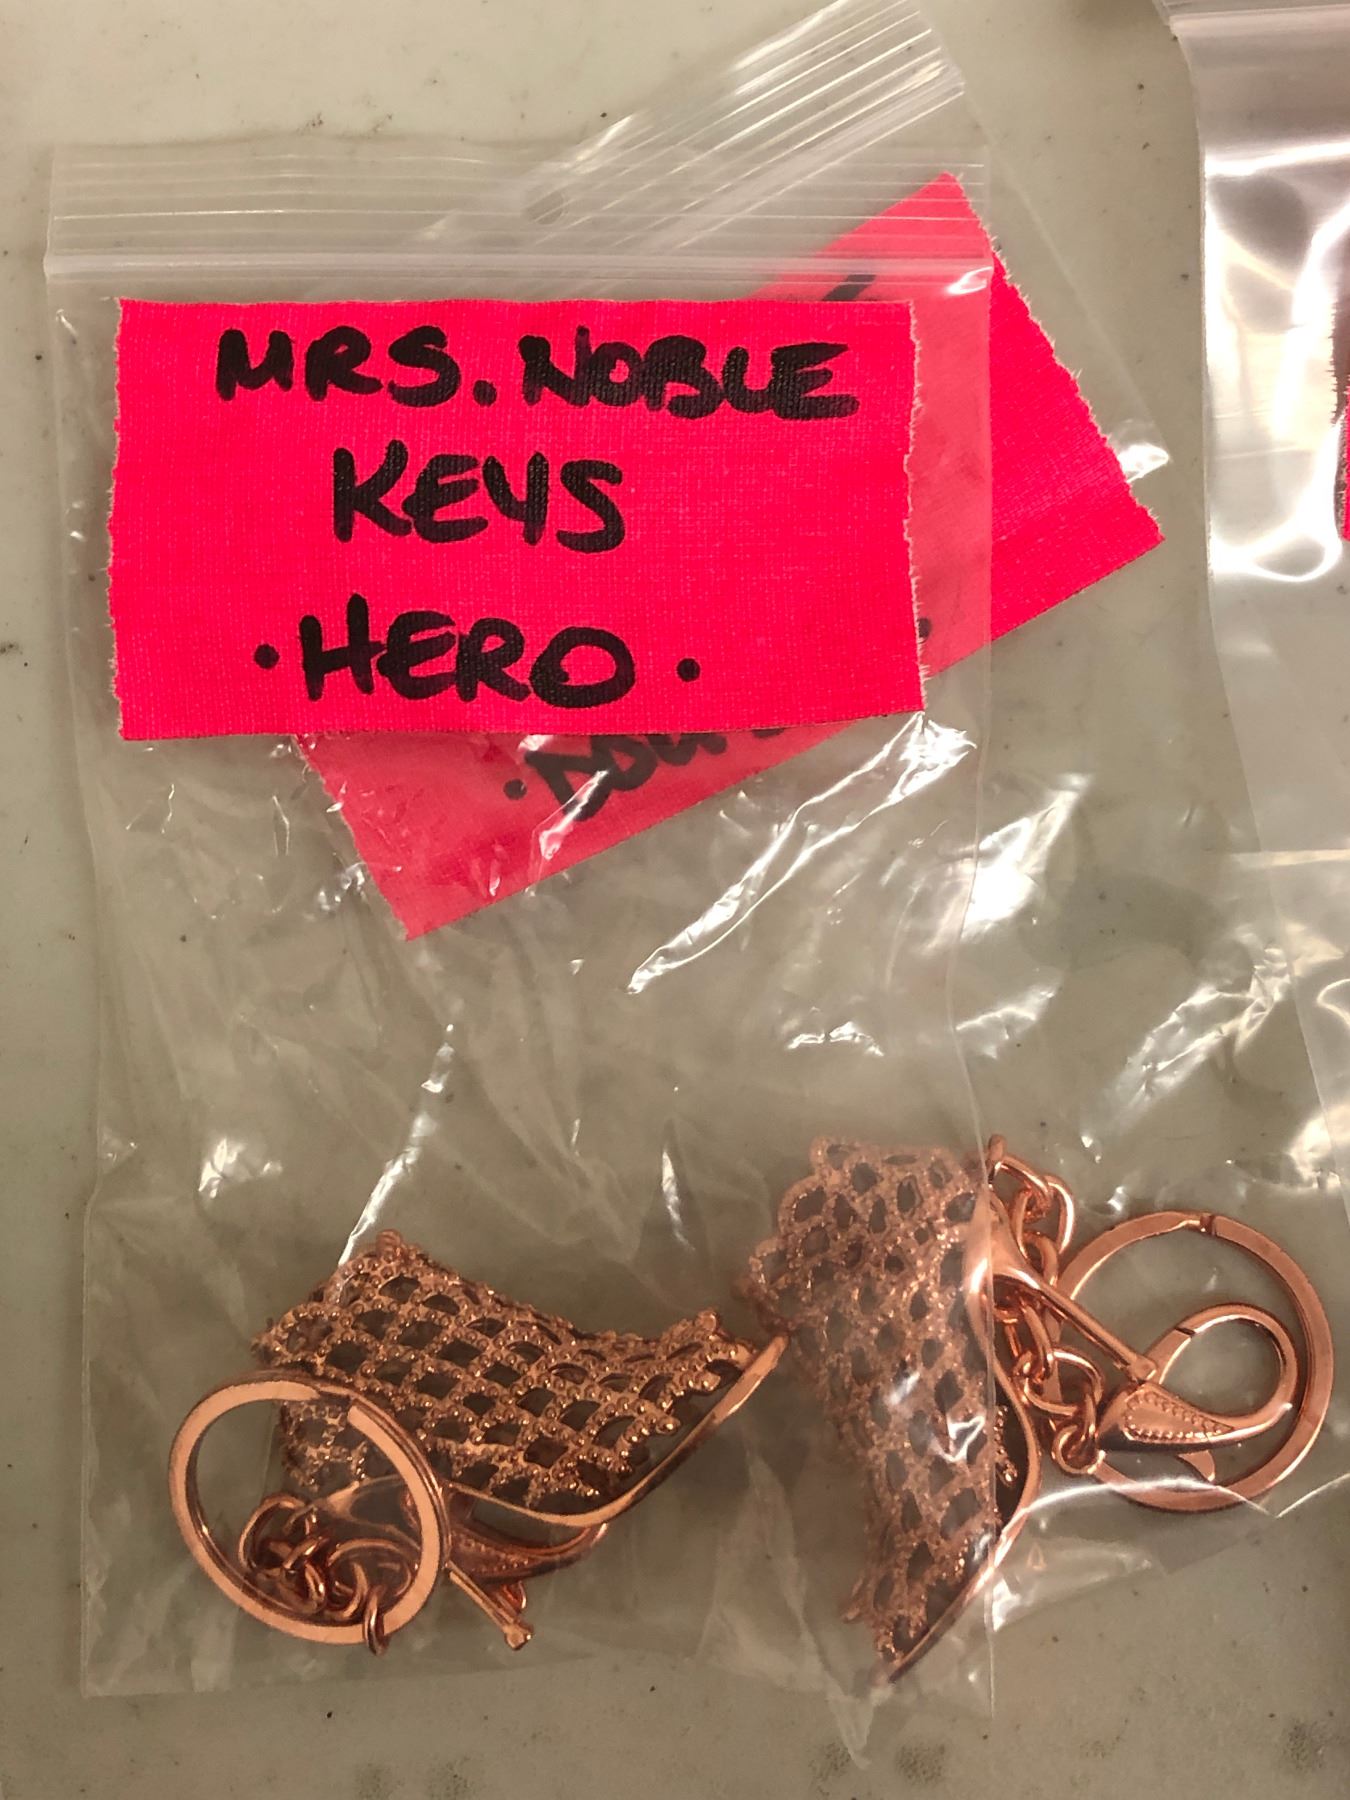 MRS. NOBLE
KEYS
·HERO·